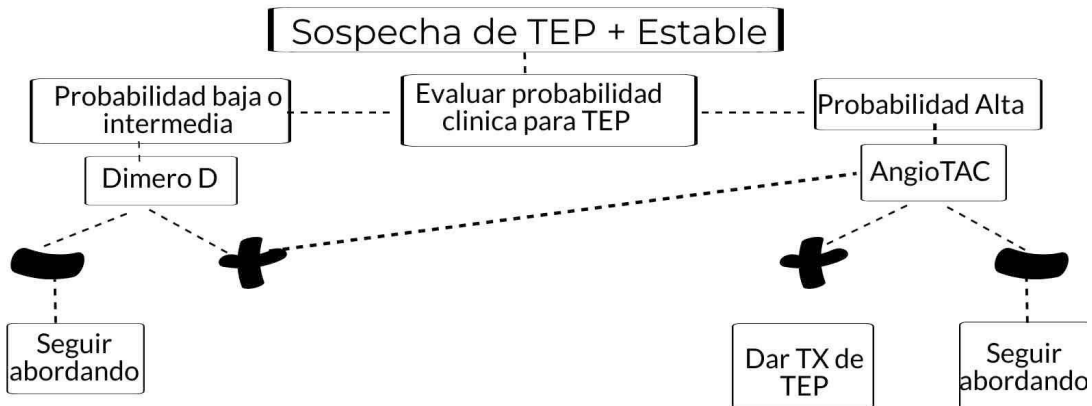 Sospecha de TEP + Estable
Probabilidad baja o
intermedia
Evaluar probabilidad
clinica para TEP
Probabilidad Alta
Dimero D
AngioTAC
Seguir
abordando
Dar TX de
TEP
Seguir
abordando